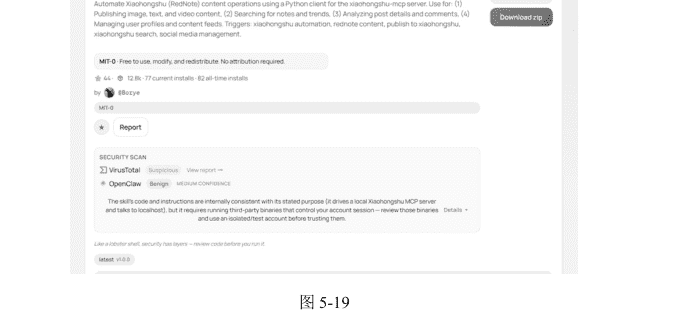 Automate Xiaohongshu (RedNote) content operations using a Python client for the xiaohongshu-mcp server. Use for: (1)
Publishing image, text, and video content, (2) Searching for notes and trends, (3) Analyzing post details and comments, (4)
Managing user profiles and content feeds. Triggers: xiaohongshu automation, rednote content, publish to xiaohongshu,
xiaohongshu search, social media management.
Download zip
MIT-0 · Free to use, modify, and redistribute. No attribution required.
44 · 12.8k · 77 current installs · 82 all-time installs
by @Borye
MIT-0
Report
SECURITY SCAN
VirusTotal Suspicious View report →
OpenClaw Benign MEDIUM CONFIDENCE
The skill's code and instructions are internally consistent with its stated purpose (it drives a local Xiaohongshu MCP server
and talks to localhost), but it requires running third-party binaries that control your account session — review those binaries
and use an isolated/test account before trusting them.
Details
Like a lobster shell, security has layers — review code before you run it.
latest v1.0.0
图 5-19